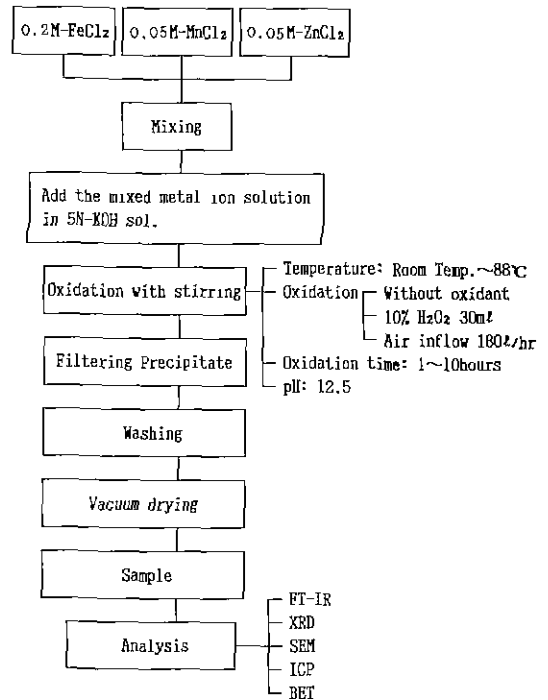 0.2M-FeCl₂
0.05M-MnCl₂
0.05M-ZnCl₂
Mixing
Add the mixed metal ion solution
in 5N-KOH sol.
Oxidation with stirring
Temperature: Room Temp.~88℃
Oxidation
Without oxidant
10% H₂O₂ 30mℓ
Air inflow 180ℓ/hr
Oxidation time: 1~10hours
pH: 12.5
Filtering Precipitate
Washing
Vacuum drying
Sample
Analysis
FT-IR
XRD
SEM
ICP
BET